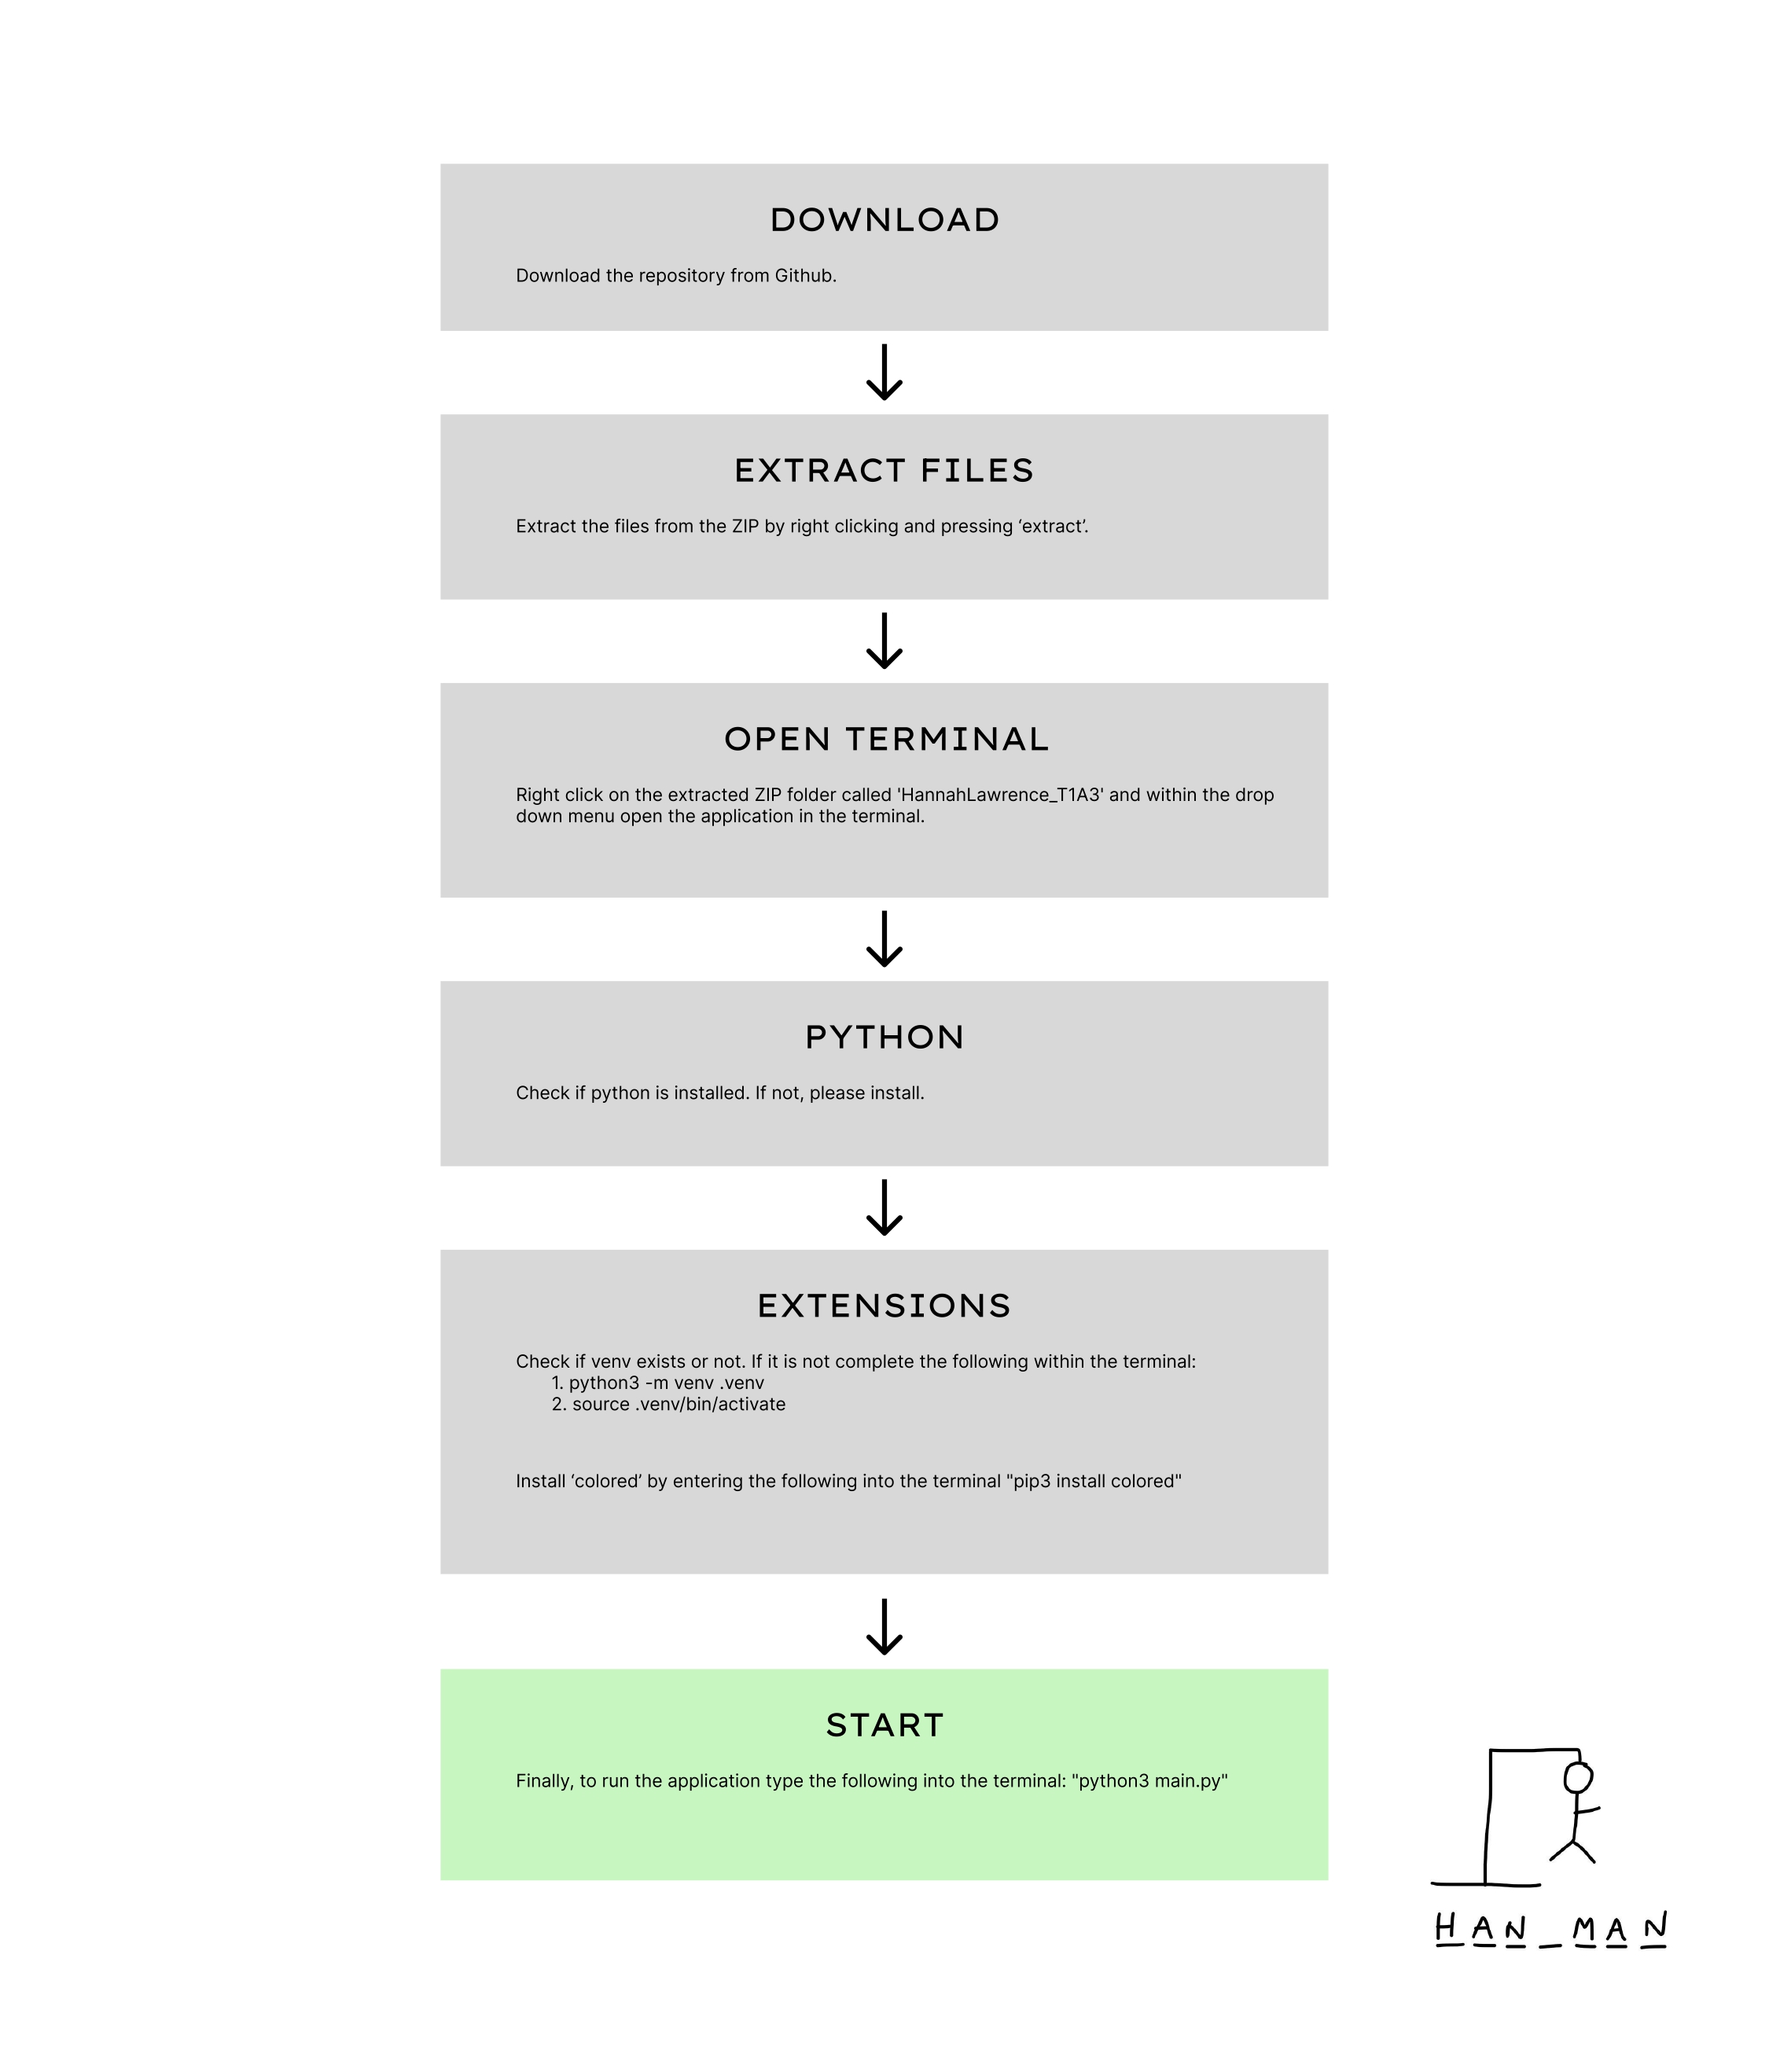 DOWNLOAD
Download the repository from Github.
EXTRACT FILES
Extract the files from the ZIP by right clicking and pressing ‘extract’.
OPEN TERMINAL
Right click on the extracted ZIP folder called 'HannahLawrence_T1A3' and within the drop
down menu open the application in the terminal.
PYTHON
Check if python is installed. If not, please install.
EXTENSIONS
Check if venv exists or not. If it is not complete the following within the terminal:
1. python3 -m venv .venv
2. source .venv/bin/activate
Install ‘colored’ by entering the following into the terminal "pip3 install colored"
START
Finally, to run the application type the following into the terminal: "python3 main.py"
HAN_MAN